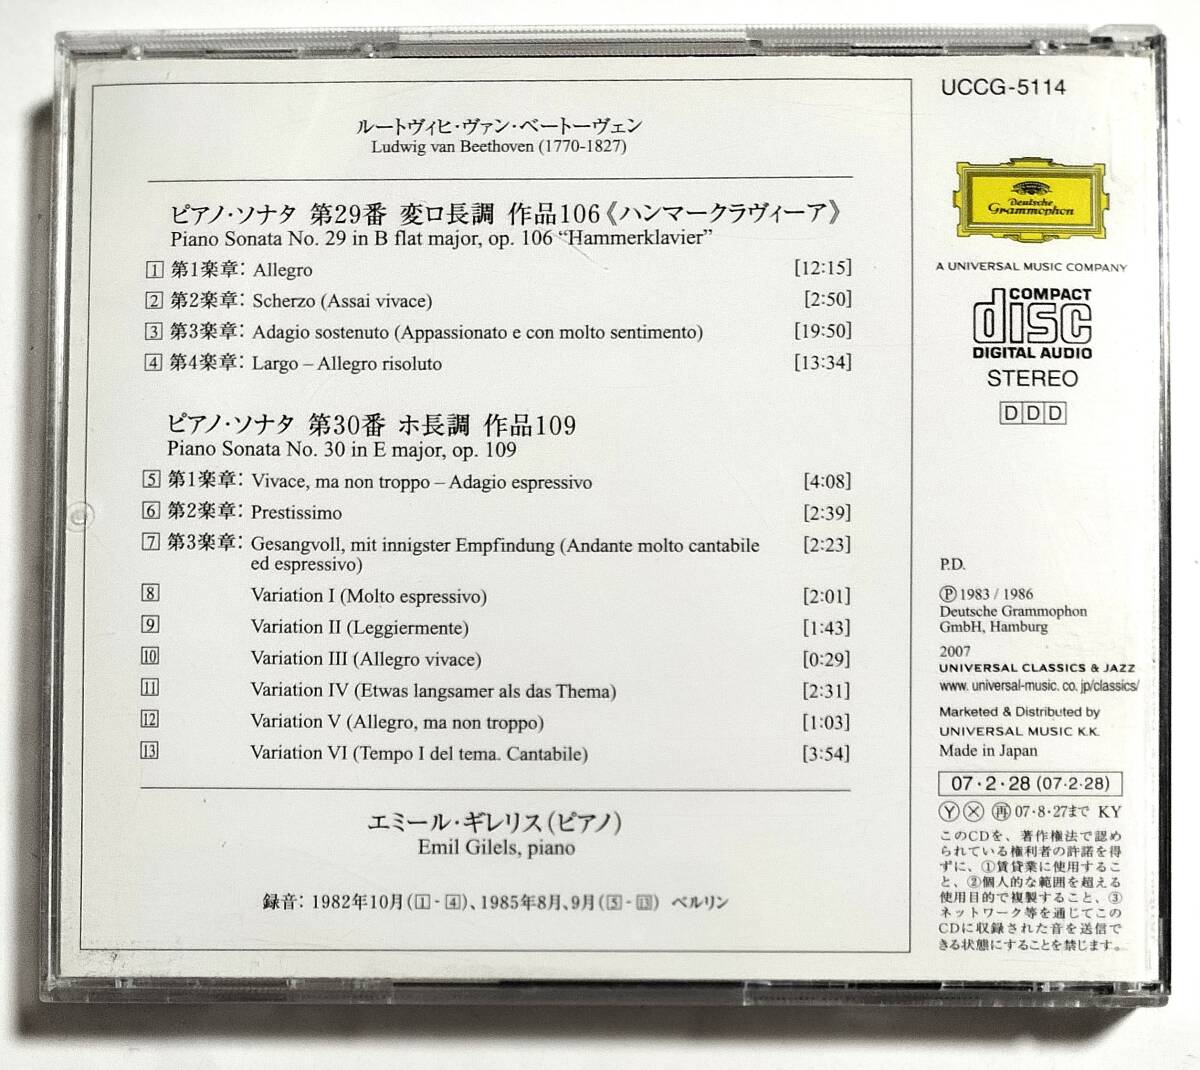 ルートヴィヒ・ヴァン・ベートーヴェン
Ludwig van Beethoven (1770-1827)
ピアノ・ソナタ 第29番 変ロ長調 作品106《ハンマークラヴィーア》
Piano Sonata No. 29 in B flat major, op. 106 “Hammerklavier”
1 第1楽章: Allegro [12:15]
2 第2楽章: Scherzo (Assai vivace) [2:50]
3 第3楽章: Adagio sostenuto (Appassionato e con molto sentimento) [19:50]
4 第4楽章: Largo – Allegro risoluto [13:34]
ピアノ・ソナタ 第30番 ホ長調 作品109
Piano Sonata No. 30 in E major, op. 109
5 第1楽章: Vivace, ma non troppo – Adagio espressivo [4:08]
6 第2楽章: Prestissimo [2:39]
7 第3楽章: Gesangvoll, mit innigster Empfindung (Andante molto cantabile [2:23]
ed espressivo)
8 Variation I (Molto espressivo) [2:01]
9 Variation II (Leggiermente) [1:43]
10 Variation III (Allegro vivace) [0:29]
11 Variation IV (Etwas langsamer als das Thema) [2:31]
12 Variation V (Allegro, ma non troppo) [1:03]
13 Variation VI (Tempo I del tema. Cantabile) [3:54]
エミール・ギレリス(ピアノ)
Emil Gilels, piano
録音: 1982年10月(1 - 4)、1985年8月、9月(5 - 13) ベルリン
UCCG-5114
Deutsche
Grammophon
A UNIVERSAL MUSIC COMPANY
COMPACT
disc
DIGITAL AUDIO
STEREO
DDD
P.D.
Ⓟ 1983 / 1986
Deutsche Grammophon
GmbH, Hamburg
2007
UNIVERSAL CLASSICS & JAZZ
www. universal-music. co. jp/classics/
Marketed & Distributed by
UNIVERSAL MUSIC K.K.
Made in Japan
07・2・28 (07・2・28)
Ⓨ Ⓧ 再 07・8・27まで KY
このCDを、著作権法で認め
られている権利者の許諾を得
ずに、①賃貸業に使用するこ
と、②個人的な範囲を超える
使用目的で複製すること、③
ネットワーク等を通じてこの
CDに収録された音を送信で
きる状態にすることを禁じます。